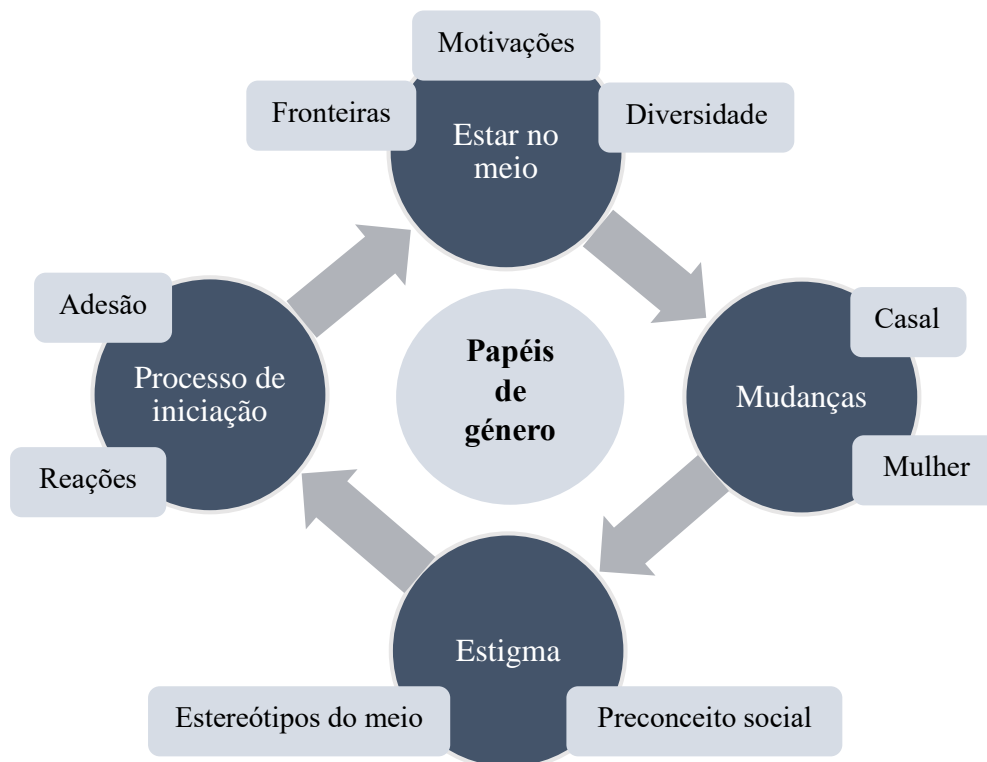 Motivações
Fronteiras
Diversidade
Estar no
meio
Adesão
Processo de
iniciação
Reações
Papéis
de
género
Casal
Mudanças
Mulher
Estigma
Estereótipos do meio
Preconceito social